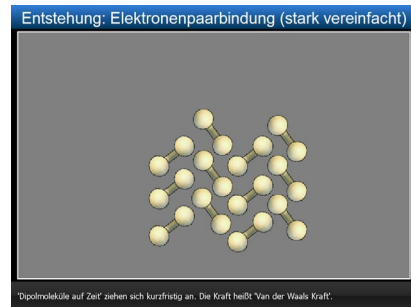 Entstehung: Elektronenpaarbindung (stark vereinfacht)
'Dipolmoleküle auf Zeit' ziehen sich kurzfristig an. Die Kraft heißt 'Van der Waals Kraft'.